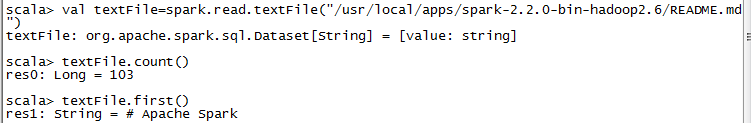 scala> val textFile=spark.read.textFile("/usr/local/apps/spark-2.2.0-bin-hadoop2.6/README.md
")
textFile: org.apache.spark.sql.Dataset[String] = [value: string]
scala> textFile.count()
res0: Long = 103
scala> textFile.first()
res1: String = # Apache Spark